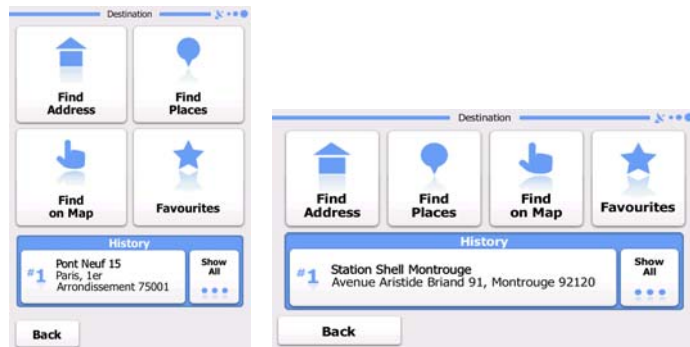 Destination
Find
Address
Find
Places
Find
on Map
Favourites
History
#1
Pont Neuf 15
Paris, 1er
Arrondissement 75001
Show
All
Back
Destination
Find
Address
Find
Places
Find
on Map
Favourites
History
#1
Station Shell Montrouge
Avenue Aristide Briand 91, Montrouge 92120
Show
All
Back